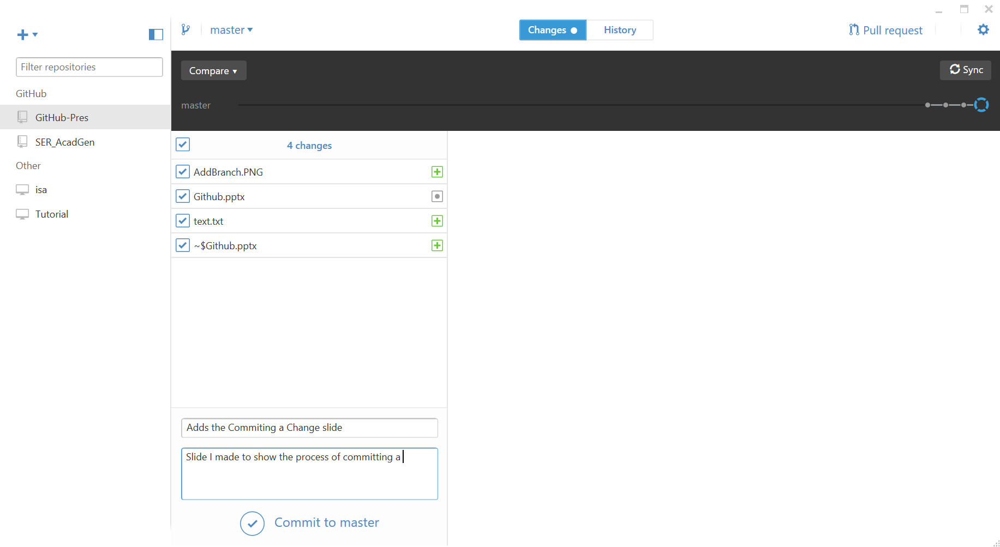 master
Changes
History
Pull request
Filter repositories
GitHub
GitHub-Pres
SER_AcadGen
Other
isa
Tutorial
Compare
Sync
master
4 changes
AddBranch.PNG
Github.pptx
text.txt
~$Github.pptx
Adds the Commiting a Change slide
Slide I made to show the process of committing a
Commit to master